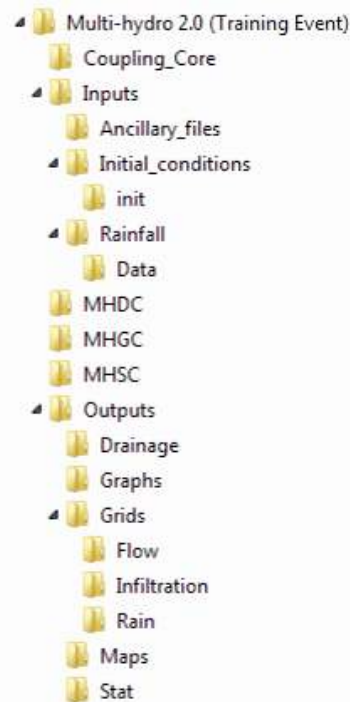 Multi-hydro 2.0 (Training Event)
Coupling_Core
Inputs
Ancillary_files
Initial_conditions
init
Rainfall
Data
MHDC
MHGC
MHSC
Outputs
Drainage
Graphs
Grids
Flow
Infiltration
Rain
Maps
Stat